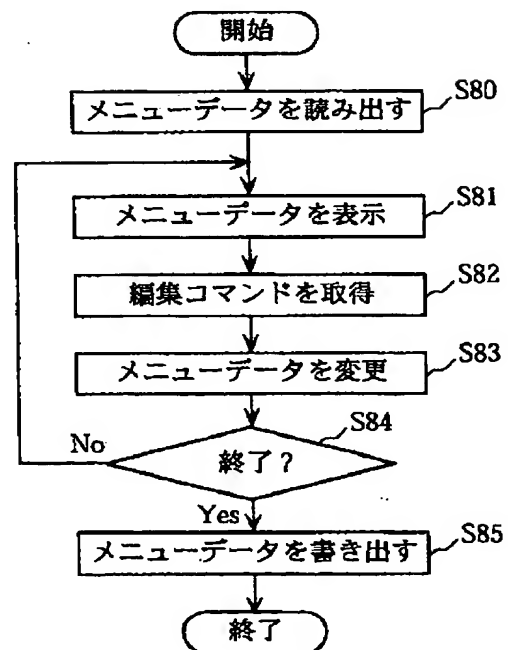 開始
メニューデータを読み出す
S80
メニューデータを表示
S81
編集コマンドを取得
S82
メニューデータを変更
S83
S84
No
終了?
Yes
メニューデータを書き出す
S85
終了